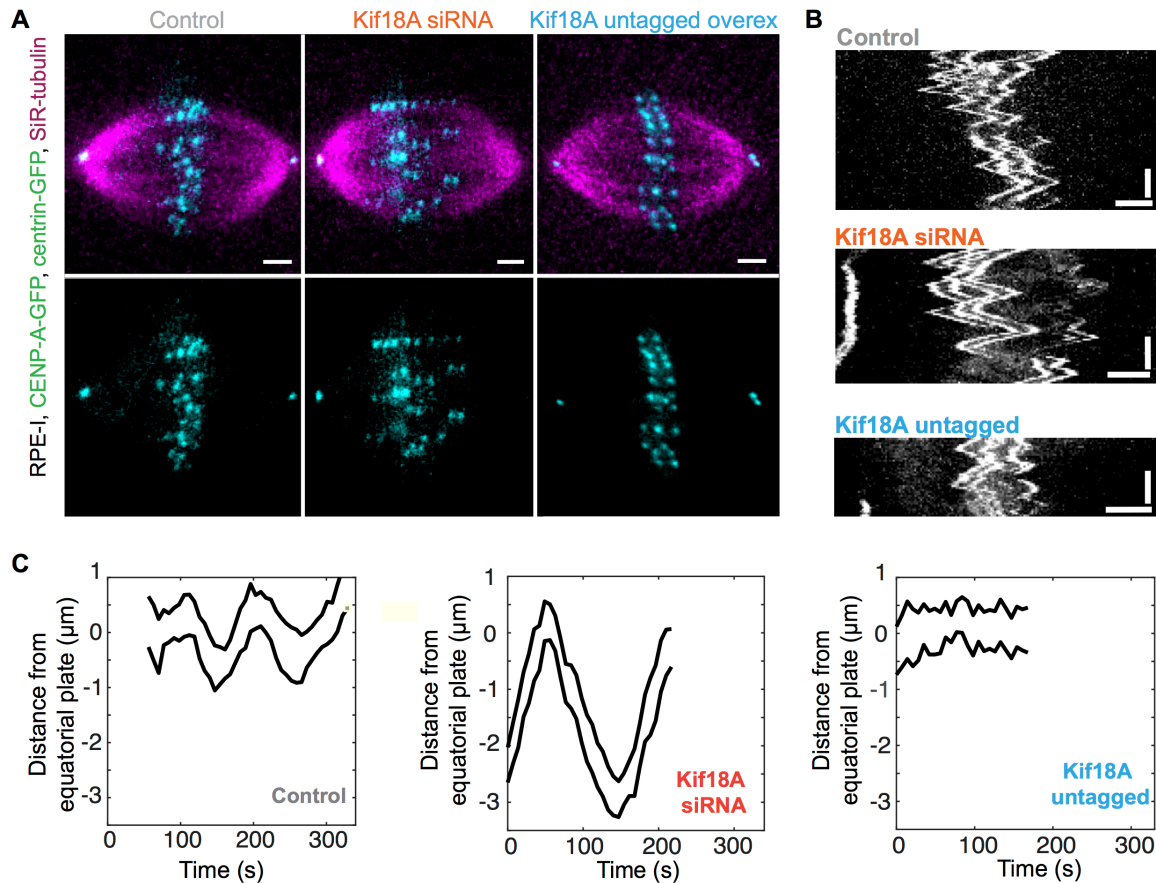 A
Control
Kif18A siRNA
Kif18A untagged overex
RPE-I, CENP-A-GFP, centrin-GFP, SiR-tubulin
B
Control
Kif18A siRNA
Kif18A untagged
C
Distance from
equatorial plate (μm)
1
0
-1
-2
-3
0
100
200
300
Time (s)
Control
Distance from
equatorial plate (μm)
1
0
-1
-2
-3
0
100
200
300
Time (s)
Kif18A
siRNA
Distance from
equatorial plate (μm)
1
0
-1
-2
-3
0
100
200
300
Time (s)
Kif18A
untagged